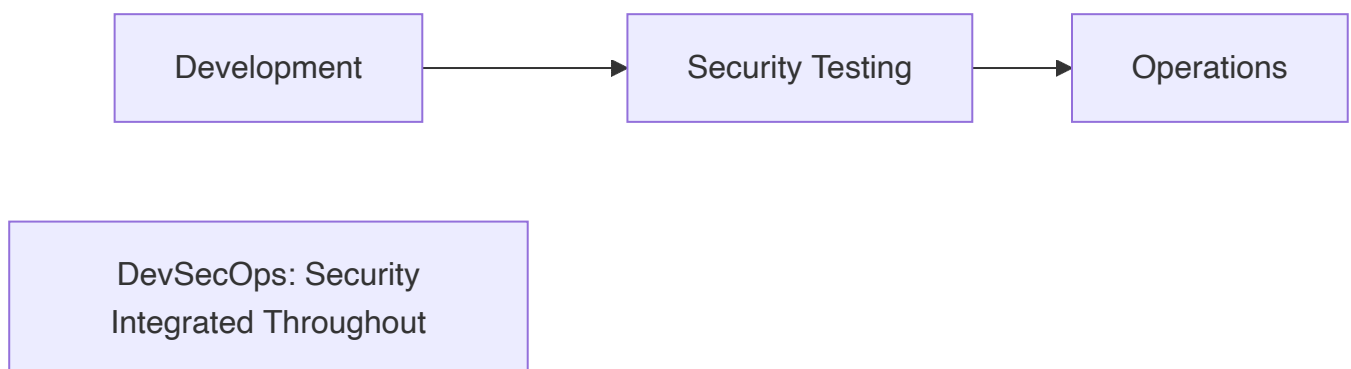 Development
Security Testing
Operations
DevSecOps: Security
Integrated Throughout